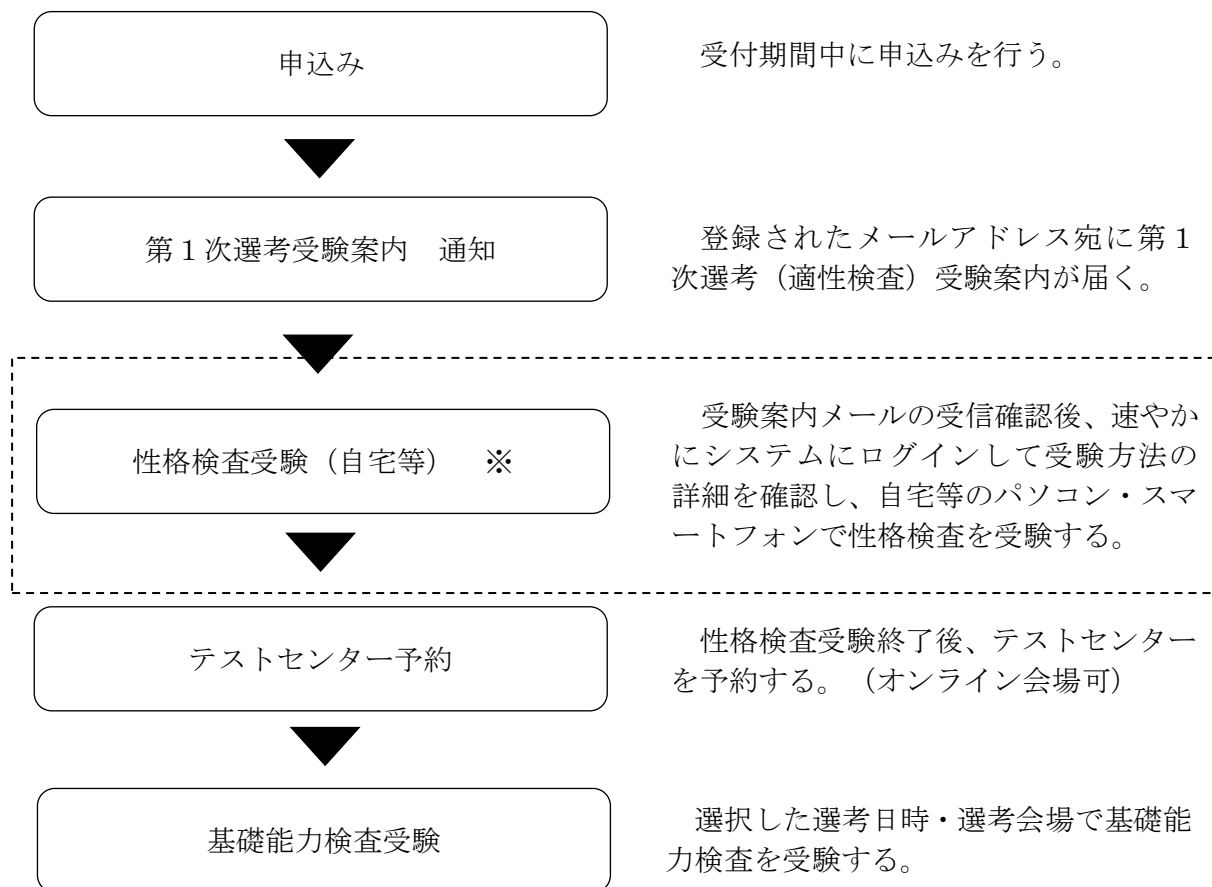 申込み
受付期間中に申込みを行う。
第１次選考受験案内　通知
登録されたメールアドレス宛に第１
次選考（適性検査）受験案内が届く。
性格検査受験（自宅等）　※
受験案内メールの受信確認後、速やか
にシステムにログインして受験方法の
詳細を確認し、自宅等のパソコン・スマ
ートフォンで性格検査を受験する。
テストセンター予約
性格検査受験終了後、テストセンター
を予約する。（オンライン会場可）
基礎能力検査受験
選択した選考日時・選考会場で基礎能
力検査を受験する。